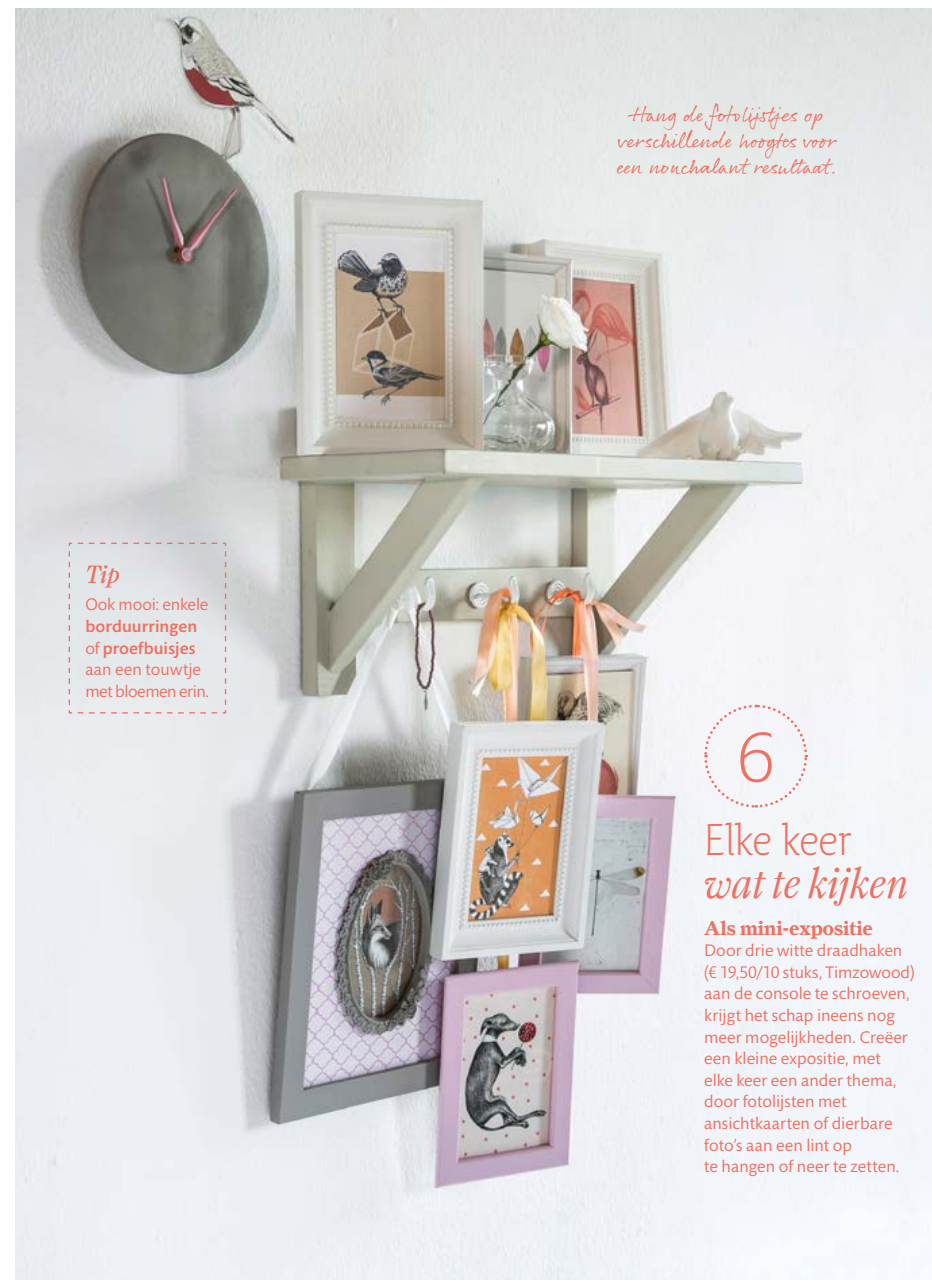 Hang de fotolijstjes op
verschillende hoogtes voor
een nonchalant resultaat.
Tip
Ook mooi: enkele
borduurringen
of proefbuisjes
aan een touwtje
met bloemen erin.
6
Elke keer
wat te kijken
Als mini-expositie
Door drie witte draadhaken
(€ 19,50/10 stuks, Timzowood)
aan de console te schroeven,
krijgt het schap ineens nog
meer mogelijkheden. Creëer
een kleine expositie, met
elke keer een ander thema,
door fotolijsten met
ansichtkaarten of dierbare
foto's aan een lint op
te hangen of neer te zetten.